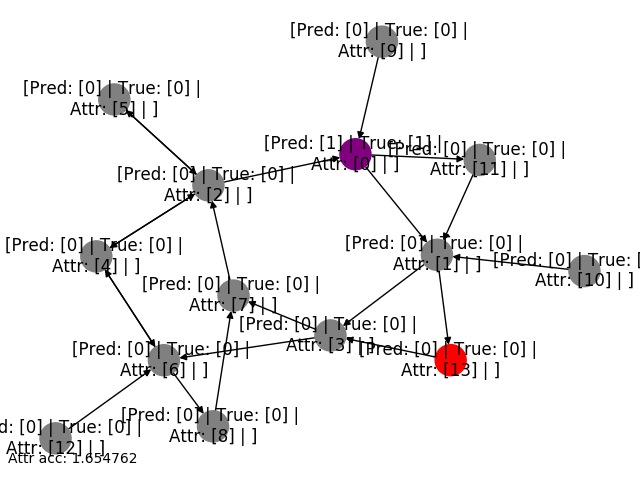 [Pred: [0] | True: [0] |
Attr: [9] | ]
[Pred: [0] | True: [0] |
Attr: [5] | ]
[Pred: [1] | True: [1] |
Attr: [0] | ]
[Pred: [0] | True: [0] |
Attr: [11] | ]
[Pred: [0] | True: [0] |
Attr: [2] | ]
[Pred: [0] | True: [0] |
Attr: [4] | ]
[Pred: [0] | True: [0] |
Attr: [1] | ]
[Pred: [0] | True: [
Attr: [10] | ]
[Pred: [0] | True: [0] |
Attr: [7] | ]
[Pred: [0] | True: [0] |
Attr: [3] | ]
[Pred: [0] | True: [0] |
Attr: [6] | ]
[Pred: [0] | True: [0] |
Attr: [13] | ]
[Pred: [0] | True: [0] |
Attr: [8] | ]
d: [0] | True: [0] |
Attr: [12] | ]
Attr acc: 1.654762